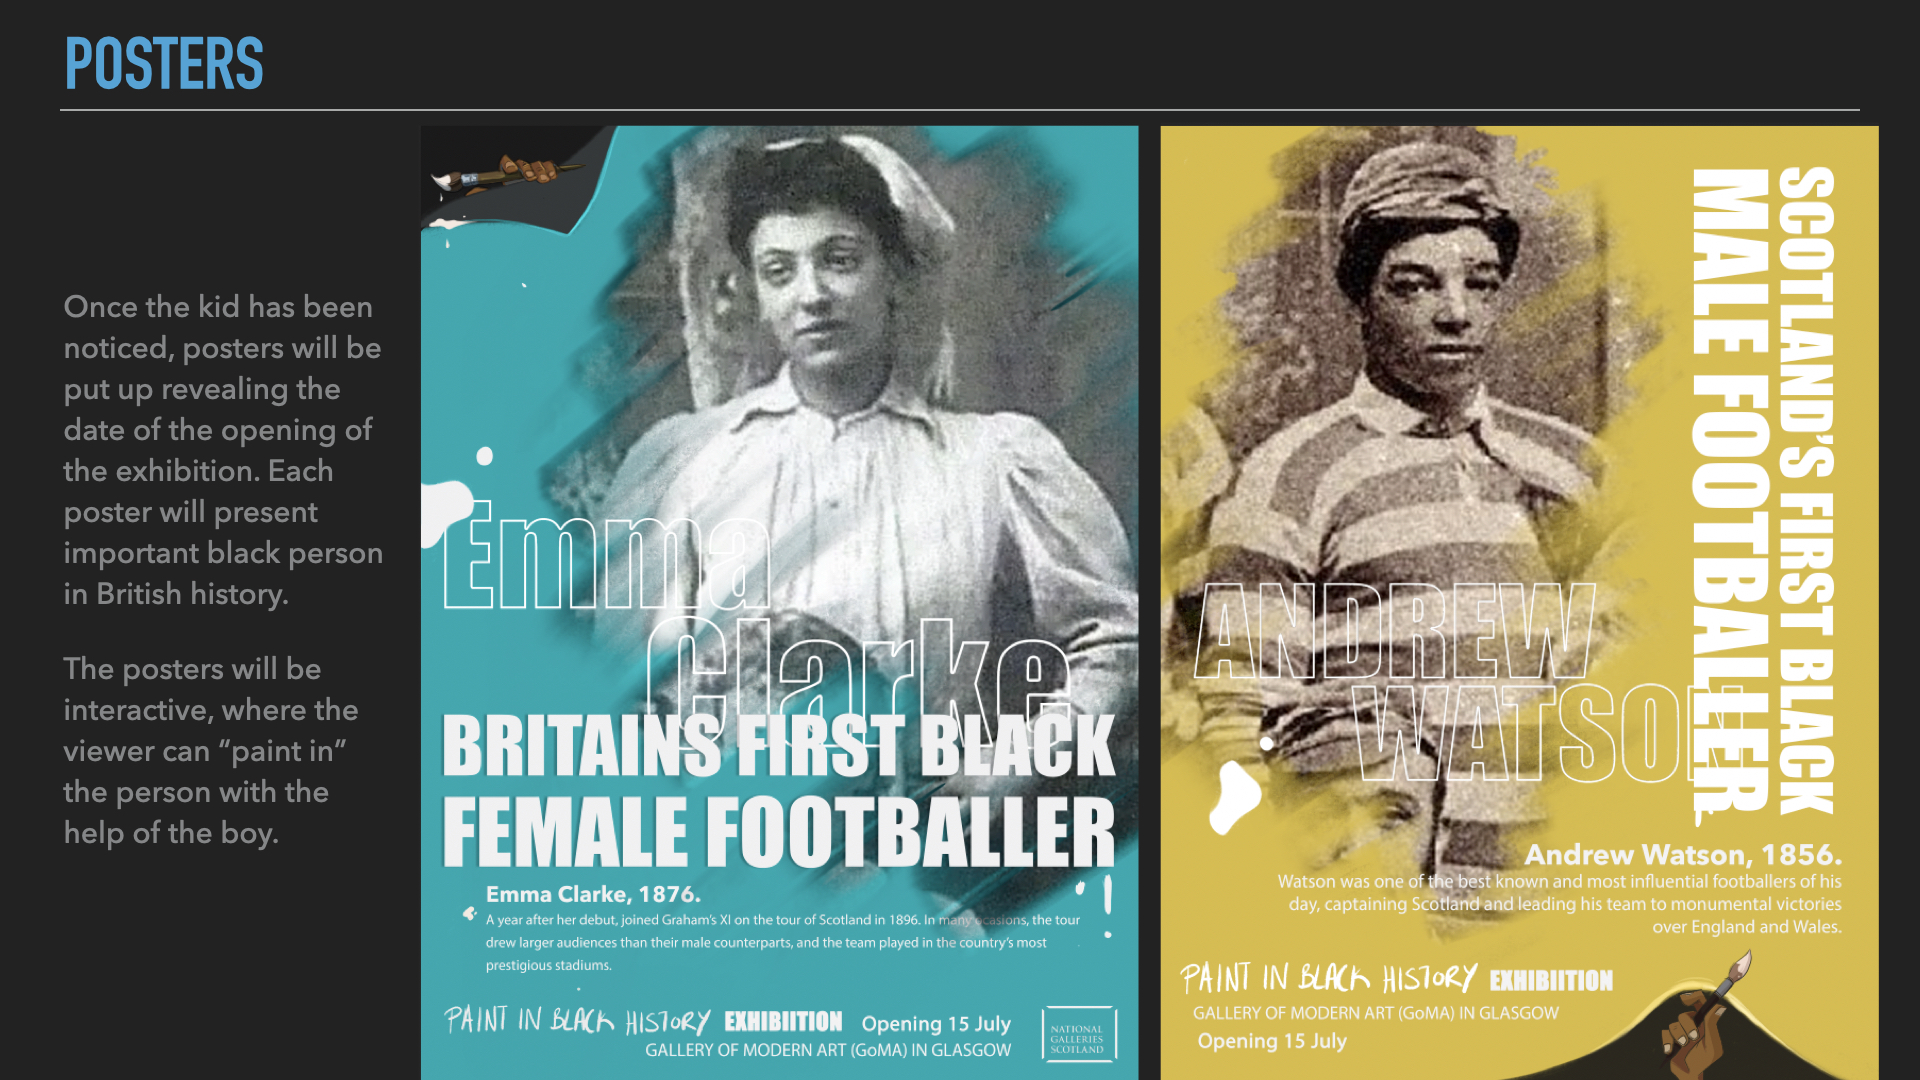 POSTERS
Once the kid has been
noticed, posters will be
put up revealing the
date of the opening of
the exhibition. Each
poster will present
important black person
in British history.
The posters will be
interactive, where the
viewer can “paint in”
the person with the
help of the boy.
Emma
Clarke
BRITAINS FIRST BLACK
FEMALE FOOTBALLER
!
Emma Clarke, 1876.
A year after her debut, joined Graham's XI on the tour of Scotland in 1896. In many ocasions, the tour
drew larger audiences than their male counterparts, and the team played in the country's most
prestigious stadiums.
PAINT IN BLACK HISTORY EXHIBIITION Opening 15 July
GALLERY OF MODERN ART (GoMA) IN GLASGOW
NATIONAL
GALLERIES
SCOTLAND
SCOTLAND'S FIRST BLACK
MALE FOOTBALLER
ANDREW
WATSON
Andrew Watson, 1856.
Watson was one of the best known and most influential footballers of his
day, captaining Scotland and leading his team to monumental victories
over England and Wales.
PAINT IN BLACK HISTORY EXHIBIITION
GALLERY OF MODERN ART (GoMA) IN GLASGOW
Opening 15 July